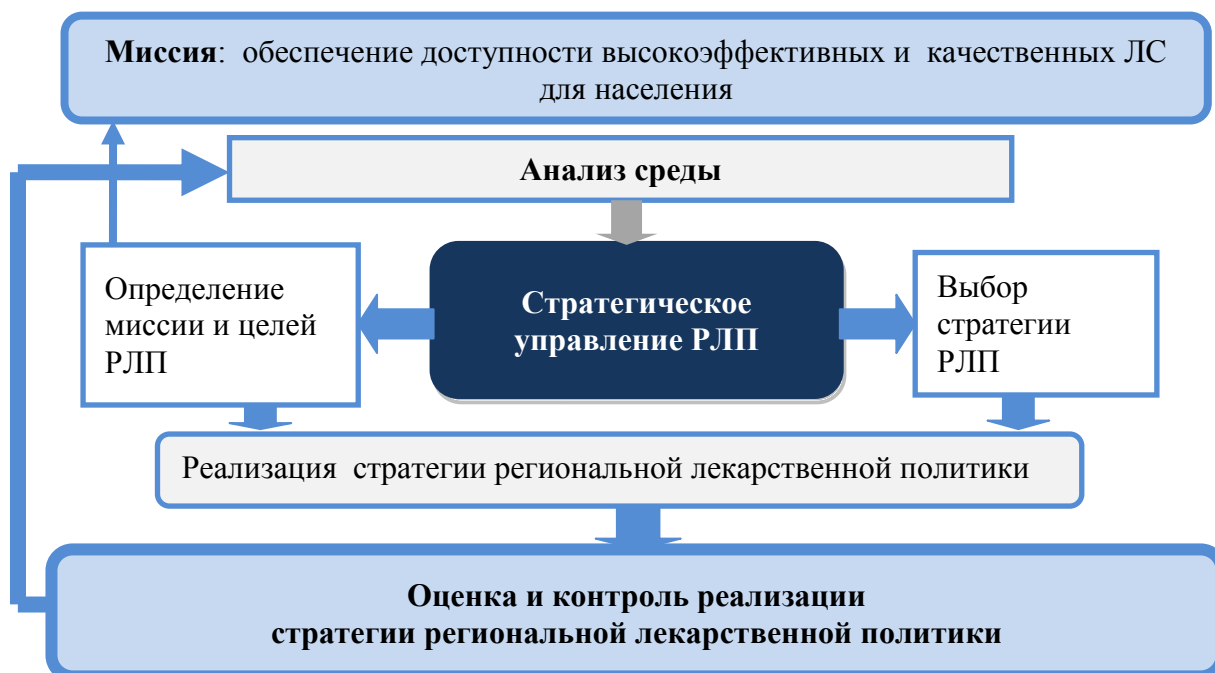 Миссия: обеспечение доступности высокоэффективных и качественных ЛС
для населения
Анализ среды
Определение
миссии и целей
РЛП
Стратегическое
управление РЛП
Выбор
стратегии
РЛП
Реализация стратегии региональной лекарственной политики
Оценка и контроль реализации
стратегии региональной лекарственной политики